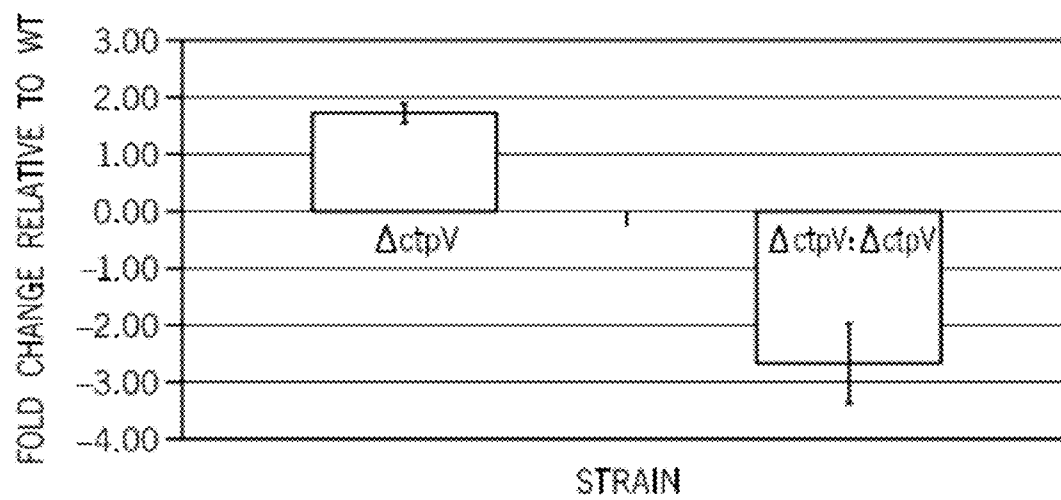 FOLD CHANGE RELATIVE TO WT
3.00
2.00
1.00
0.00
-1.00
-2.00
-3.00
-4.00
ΔctpV
ΔctpV:ΔctpV
STRAIN